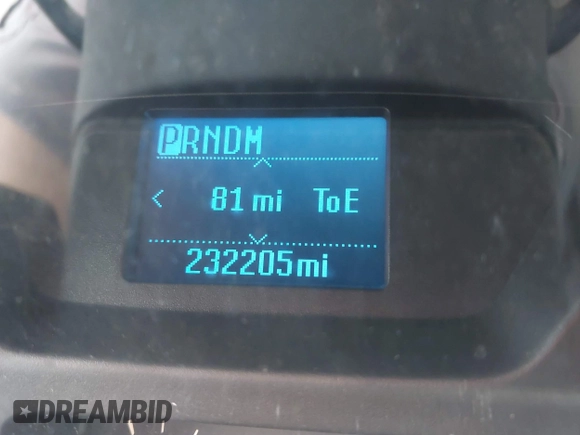 PRNDM
81 mi ToE
232205mi
DREAMBID